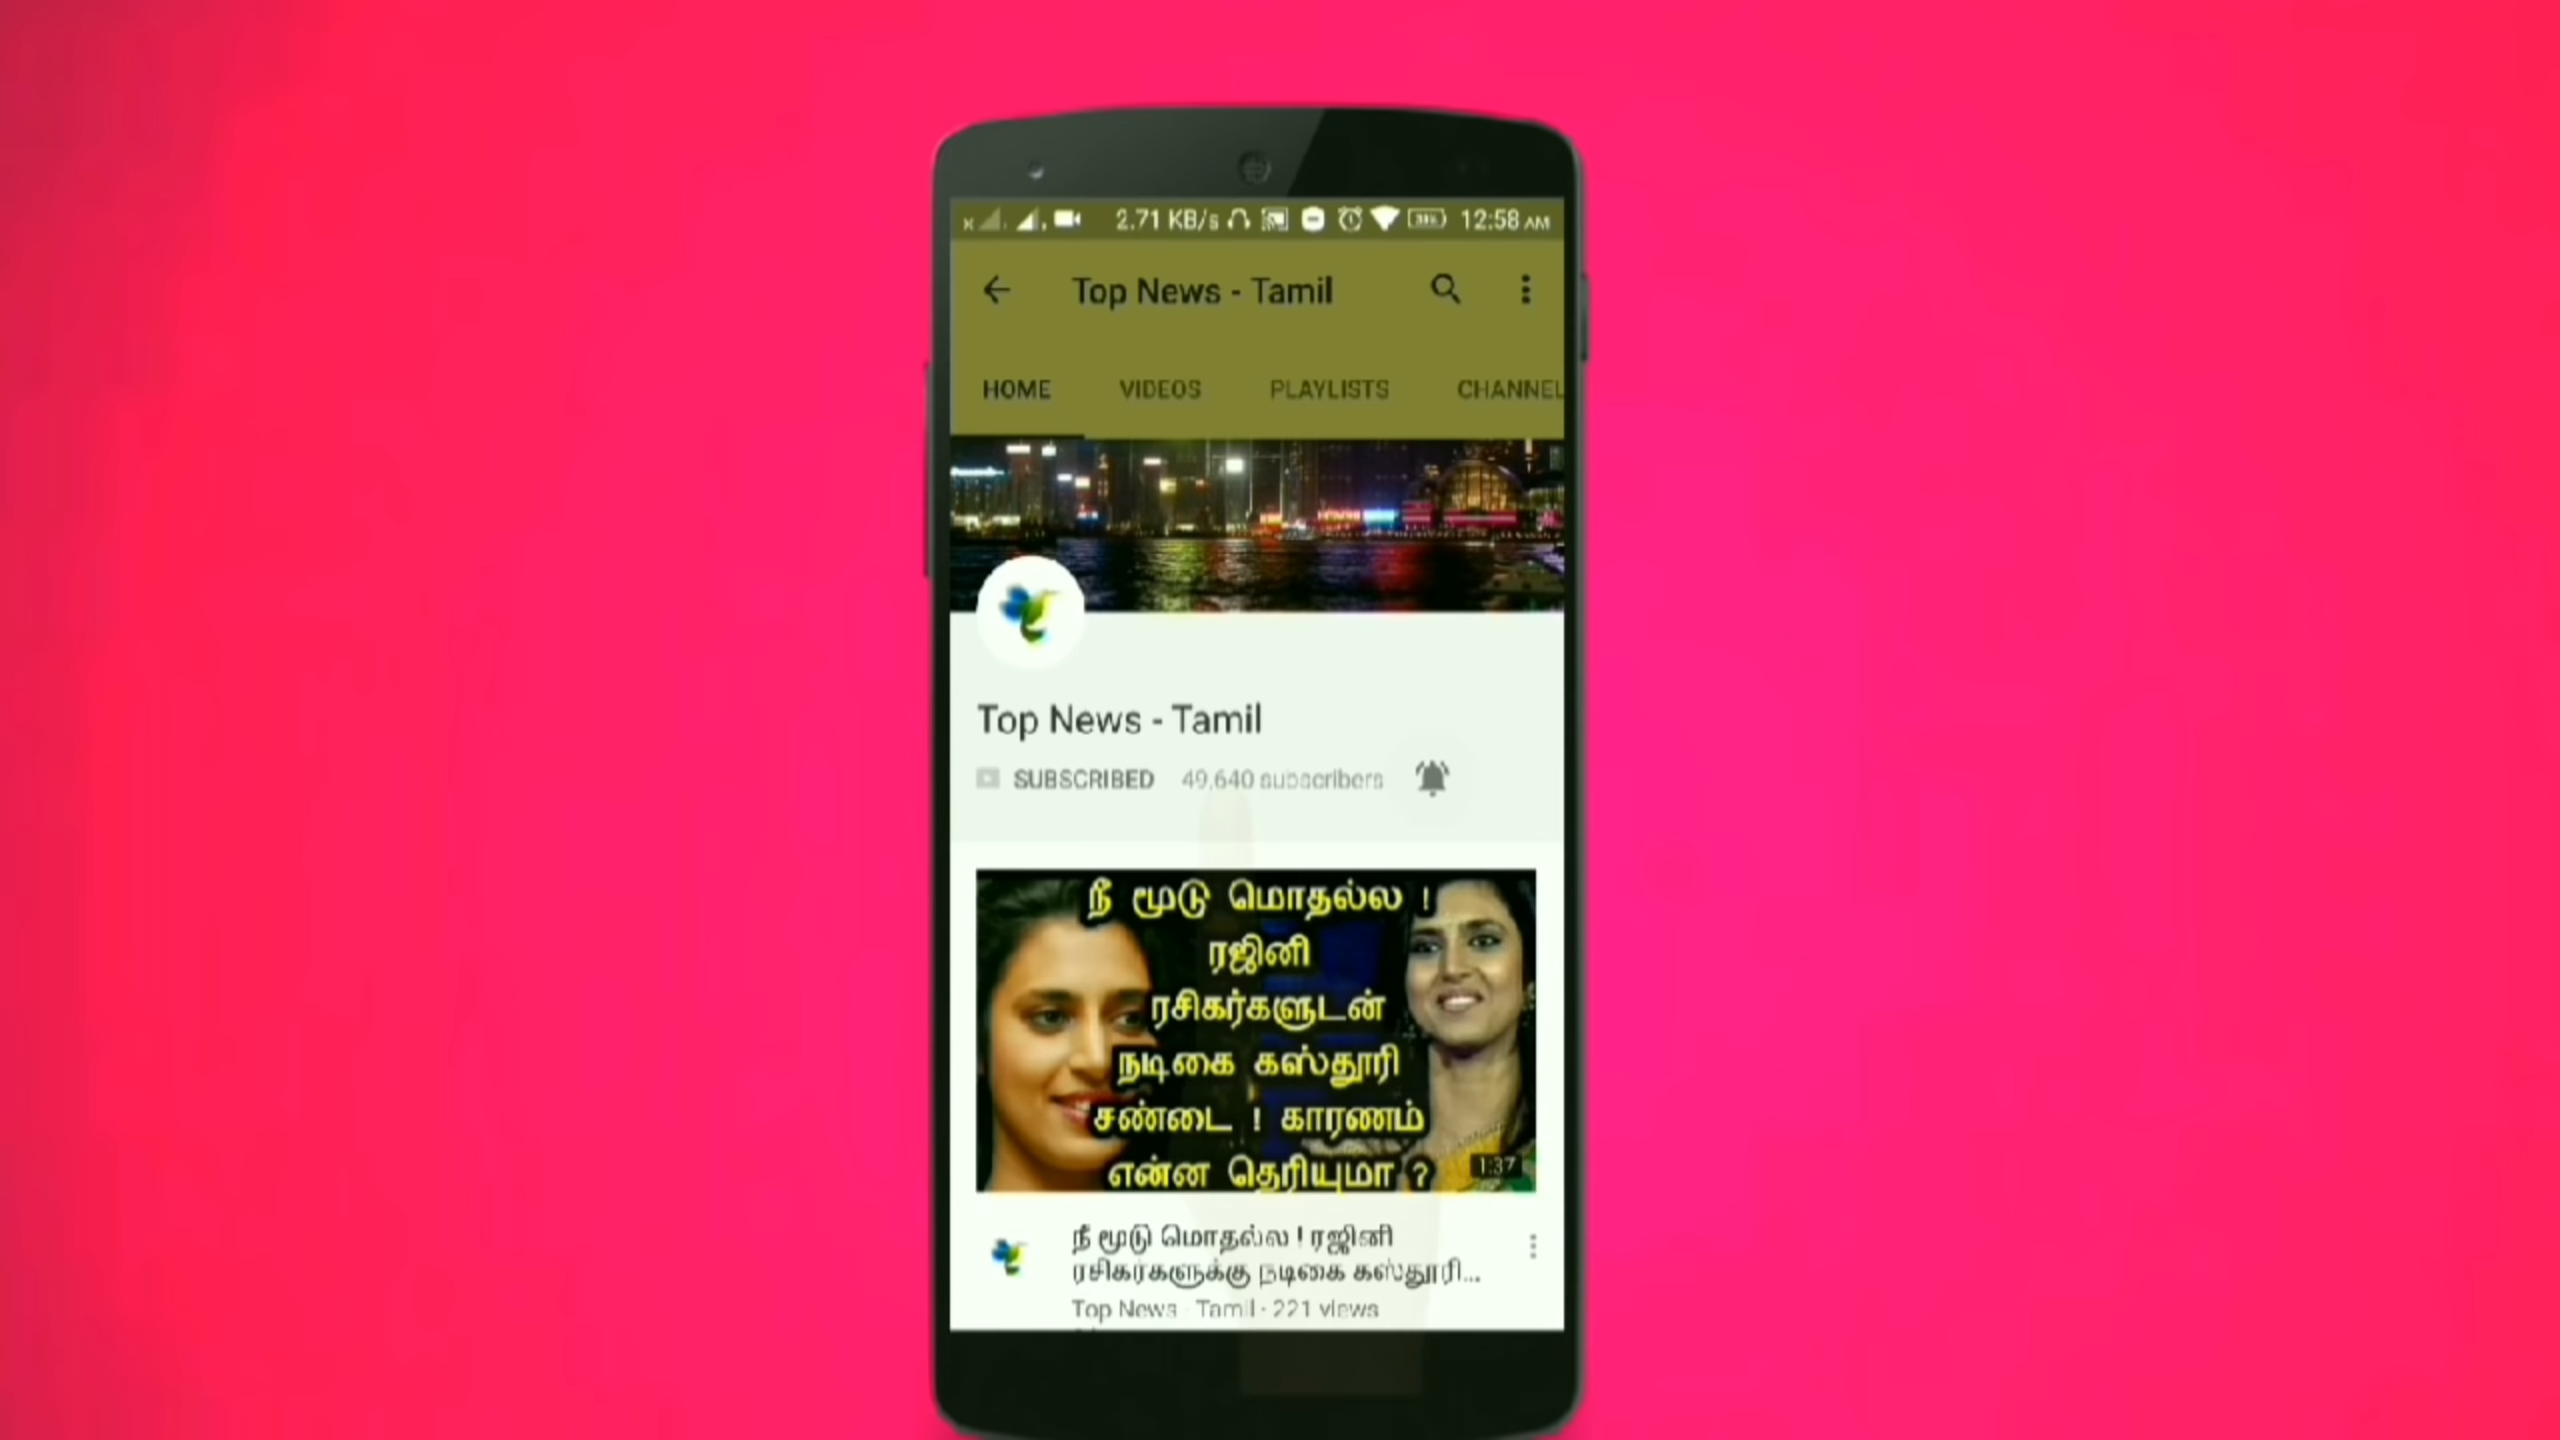 2.71 KB/s 12:58 AM
Top News - Tamil
HOME VIDEOS PLAYLISTS CHANNEL
Top News - Tamil
SUBSCRIBED 49,640 subscribers
நீ மூடு மொதல்ல !
ரஜினி
ரசிகர்களுடன்
நடிகை கஸ்தூரி
சண்டை ! காரணம்
என்ன தெரியுமா ?
1:37
நீ மூடு மொதல்ல ! ரஜினி
ரசிகர்களுக்கு நடிகை கஸ்தூரி...
Top News - Tamil · 221 views